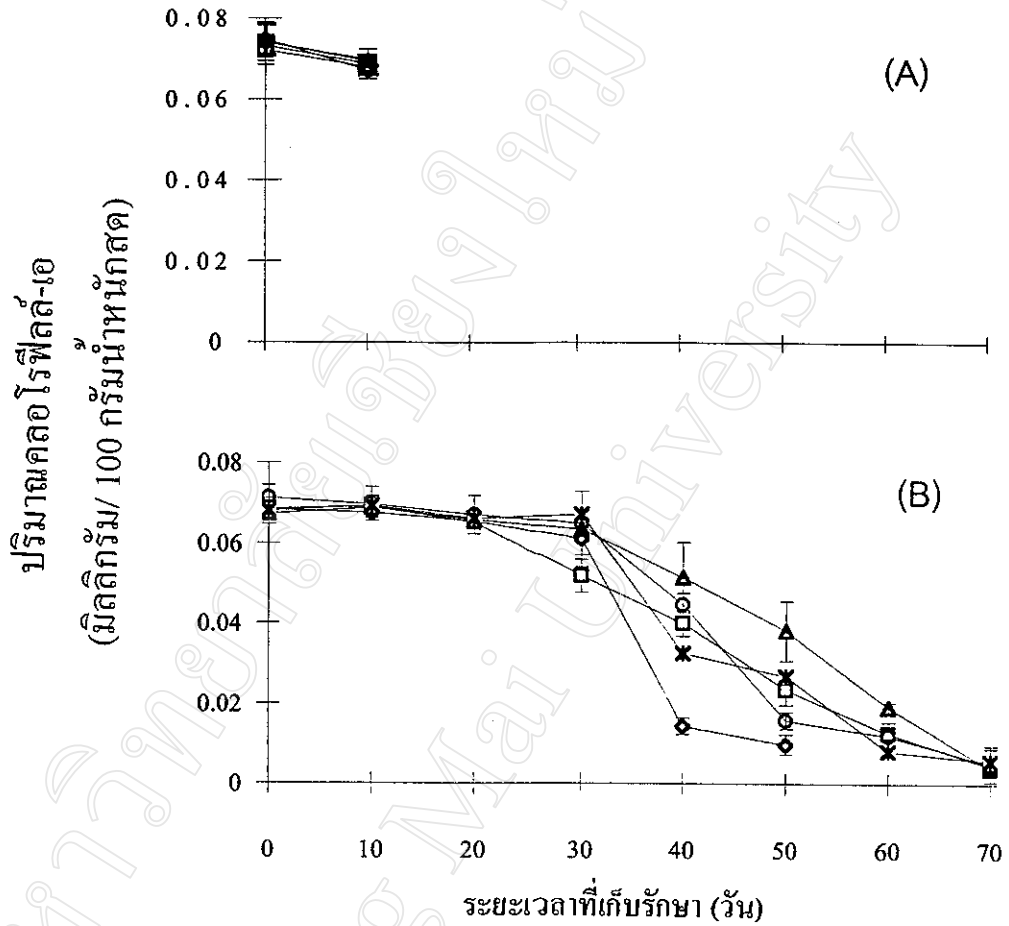 0.08
0.06
0.04
0.02
0
(A)
ปริมาณคลอโรฟิลล์-เอ
(มิลลิกรัม/ 100 กรัมน้ำหนักสด)
0.08
0.06
0.04
0.02
0
(B)
0 10 20 30 40 50 60 70
ระยะเวลาที่เก็บรักษา (วัน)
Mai University